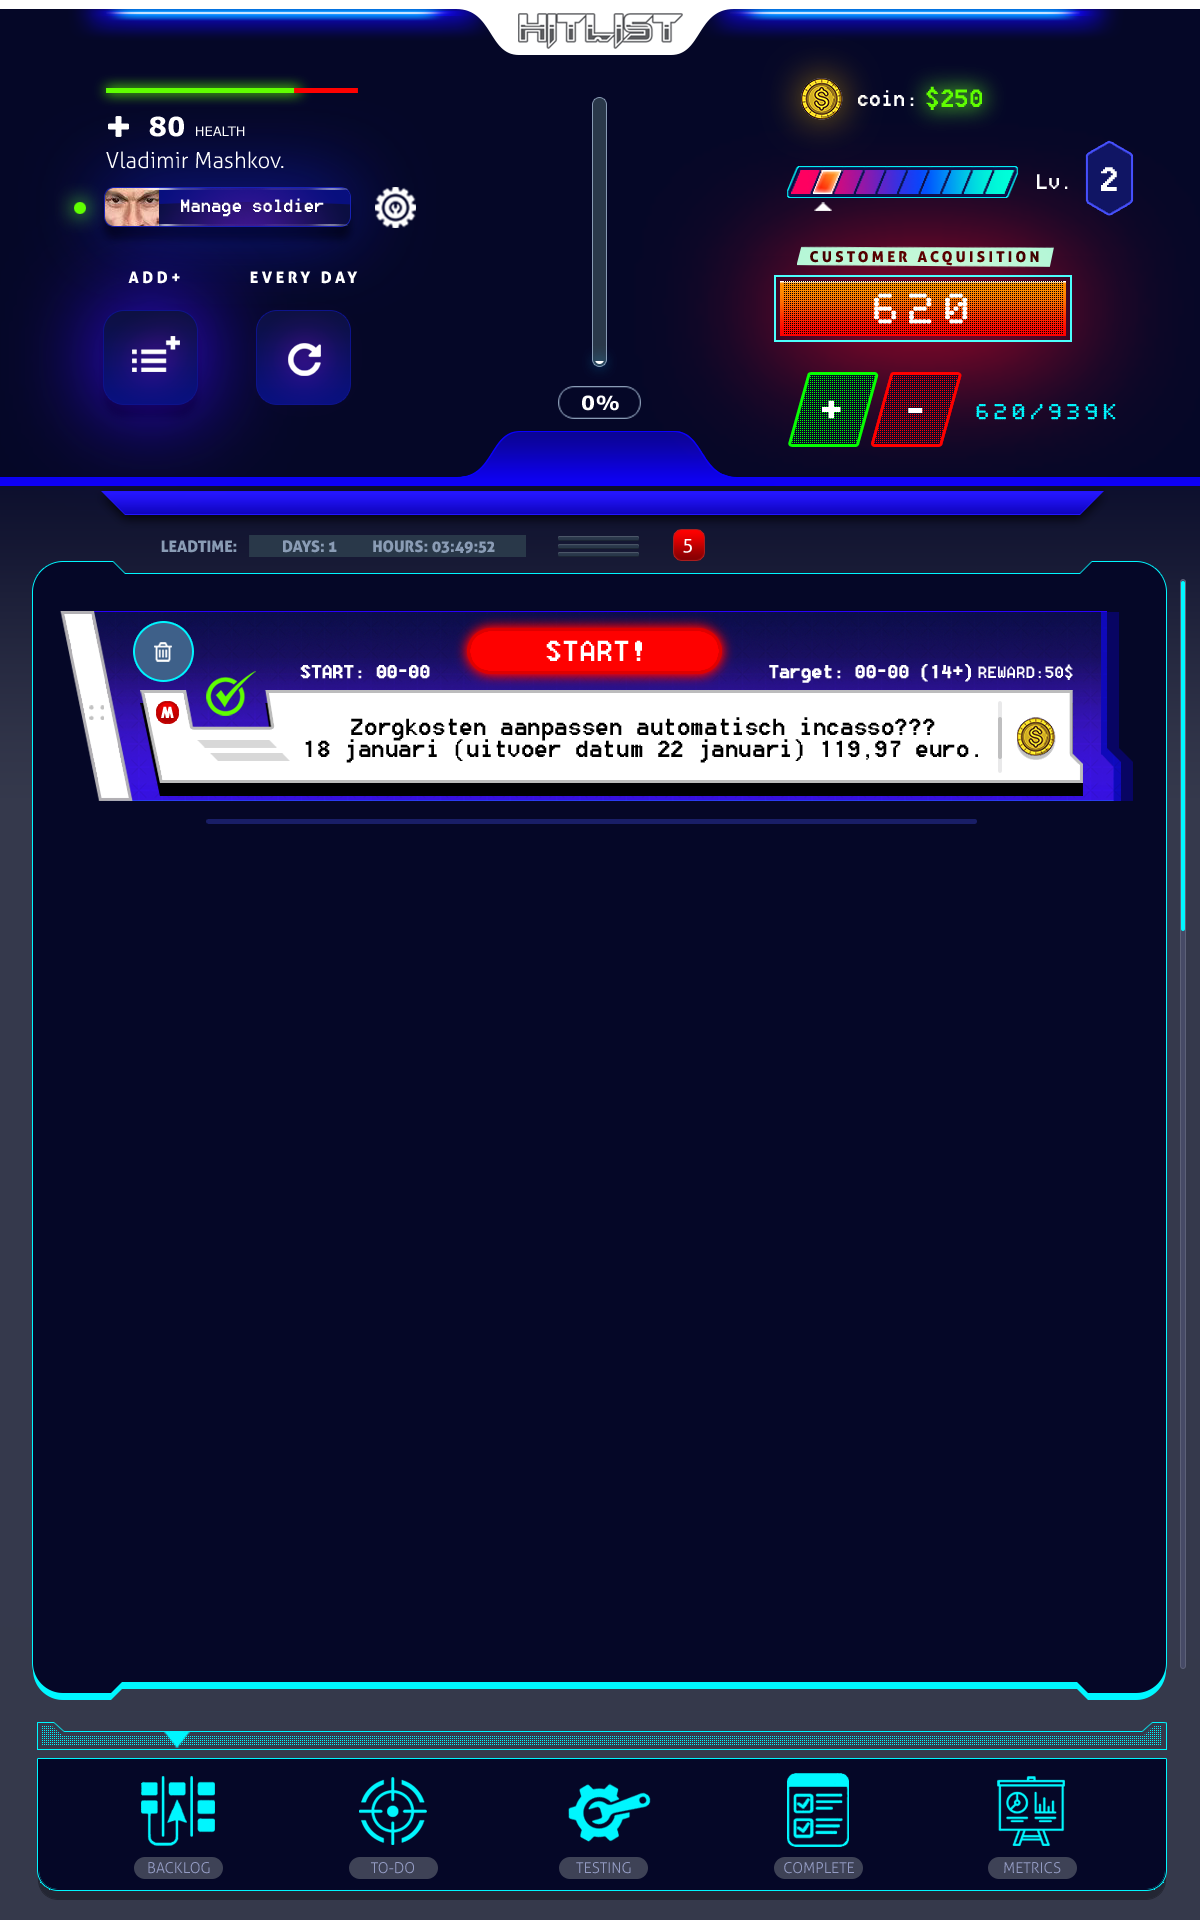 HITLIST
80 HEALTH
Vladimir Mashkov.
Manage soldier
ADD+ EVERY DAY
0%
coin: $250
Lv. 2
CUSTOMER ACQUISITION
620
+ -
620/939K
LEADTIME: DAYS: 1 HOURS: 03:49:52 5
START!
START: 00-00
Target: 00-00 (14+) REWARD:50$
M
Zorgkosten aanpassen automatisch incasso???
18 januari (uitvoer datum 22 januari) 119,97 euro.
BACKLOG TO-DO TESTING COMPLETE METRICS